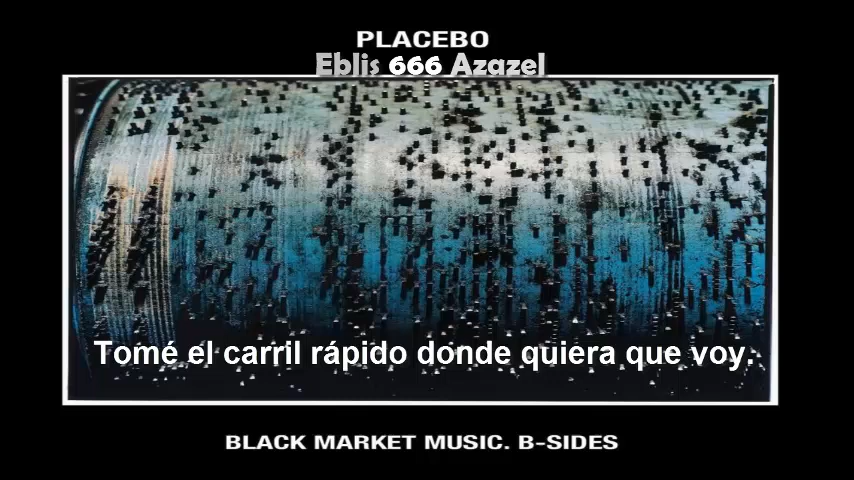 PLACEBO
Eblis 666 Azazel
Tomé el carril rápido donde quiera que voy.
BLACK MARKET MUSIC. B-SIDES